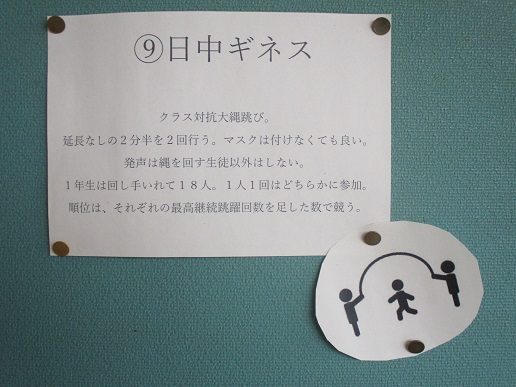 ⑨日中ギネス
クラス対抗大縄跳び。
延長なしの２分半を２回行う。マスクは付けなくても良い。
発声は縄を回す生徒以外はしない。
１年生は回し手いれて１８人。１人１回はどちらかに参加。
順位は、それぞれの最高継続跳躍回数を足した数で競う。